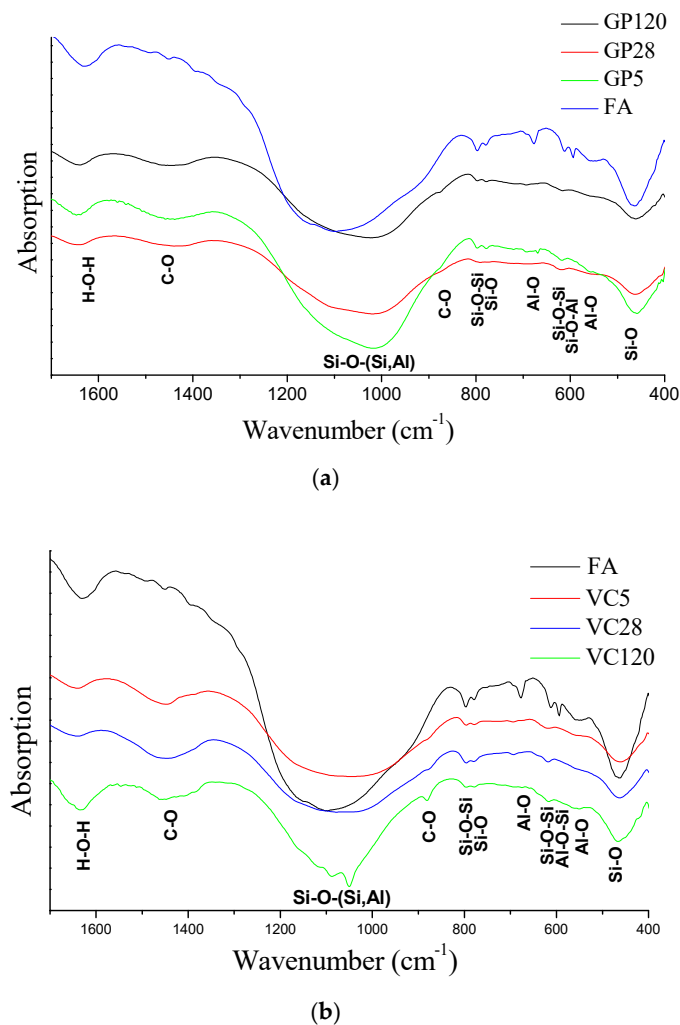 GP120
GP28
GP5
FA
Absorption
H-O-H
C-O
Si-O-(Si,Al)
C-O
Si-O-Si
Si-O
Al-O
Si-O-Si
Si-O-Al
Al-O
Si-O
1600 1400 1200 1000 800 600 400
Wavenumber (cm⁻¹)
(a)
FA
VC5
VC28
VC120
Absorption
H-O-H
C-O
Si-O-(Si,Al)
C-O
Si-O-Si
Si-O
Al-O
Si-O-Si
Al-O-Si
Al-O
Si-O
1600 1400 1200 1000 800 600 400
Wavenumber (cm⁻¹)
(b)